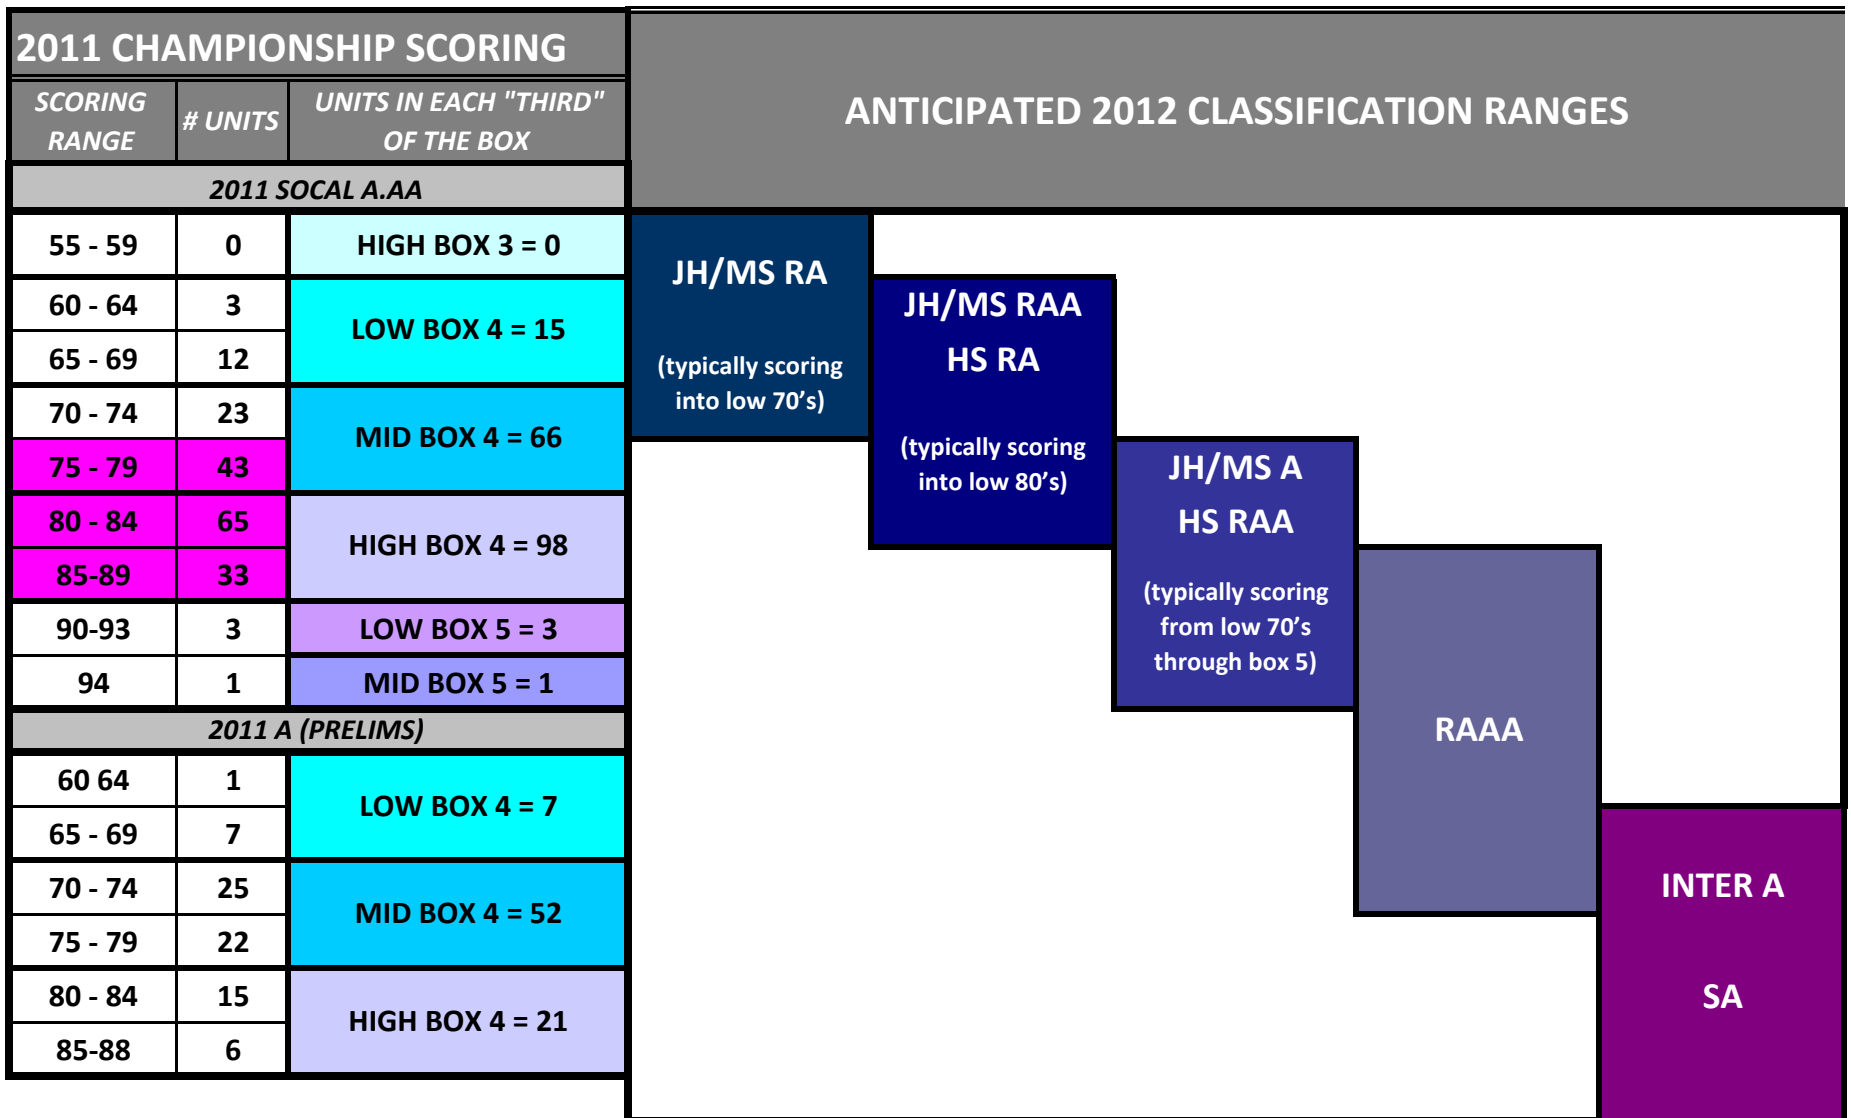 2011 CHAMPIONSHIP SCORING
SCORING
RANGE
# UNITS
UNITS IN EACH "THIRD"
OF THE BOX
ANTICIPATED 2012 CLASSIFICATION RANGES
2011 SOCAL A.AA
55 - 59 0 HIGH BOX 3 = 0
60 - 64 3
LOW BOX 4 = 15
65 - 69 12
70 - 74 23
MID BOX 4 = 66
75 - 79 43
80 - 84 65
HIGH BOX 4 = 98
85-89 33
90-93 3 LOW BOX 5 = 3
94 1 MID BOX 5 = 1
2011 A (PRELIMS)
60 64 1
LOW BOX 4 = 7
65 - 69 7
70 - 74 25
MID BOX 4 = 52
75 - 79 22
80 - 84 15
HIGH BOX 4 = 21
85-88 6
JH/MS RA
(typically scoring
into low 70’s)
JH/MS RAA
HS RA
(typically scoring
into low 80’s)
JH/MS A
HS RAA
(typically scoring
from low 70’s
through box 5)
RAAA
INTER A
SA